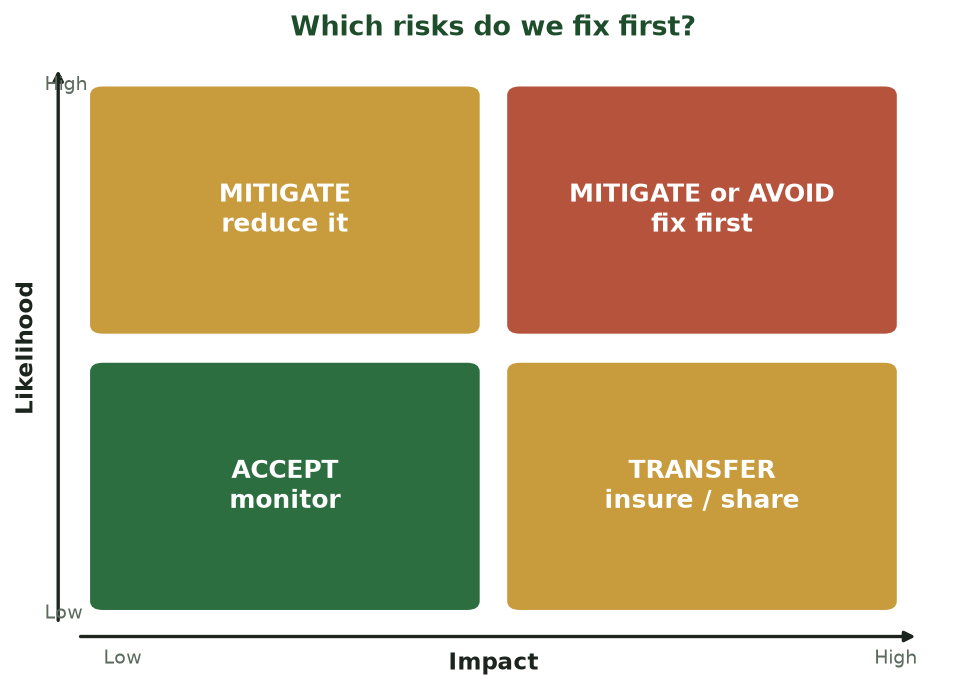 Which risks do we fix first?
High
MITIGATE
reduce it
MITIGATE or AVOID
fix first
Likelihood
ACCEPT
monitor
TRANSFER
insure / share
Low
Low
Impact
High